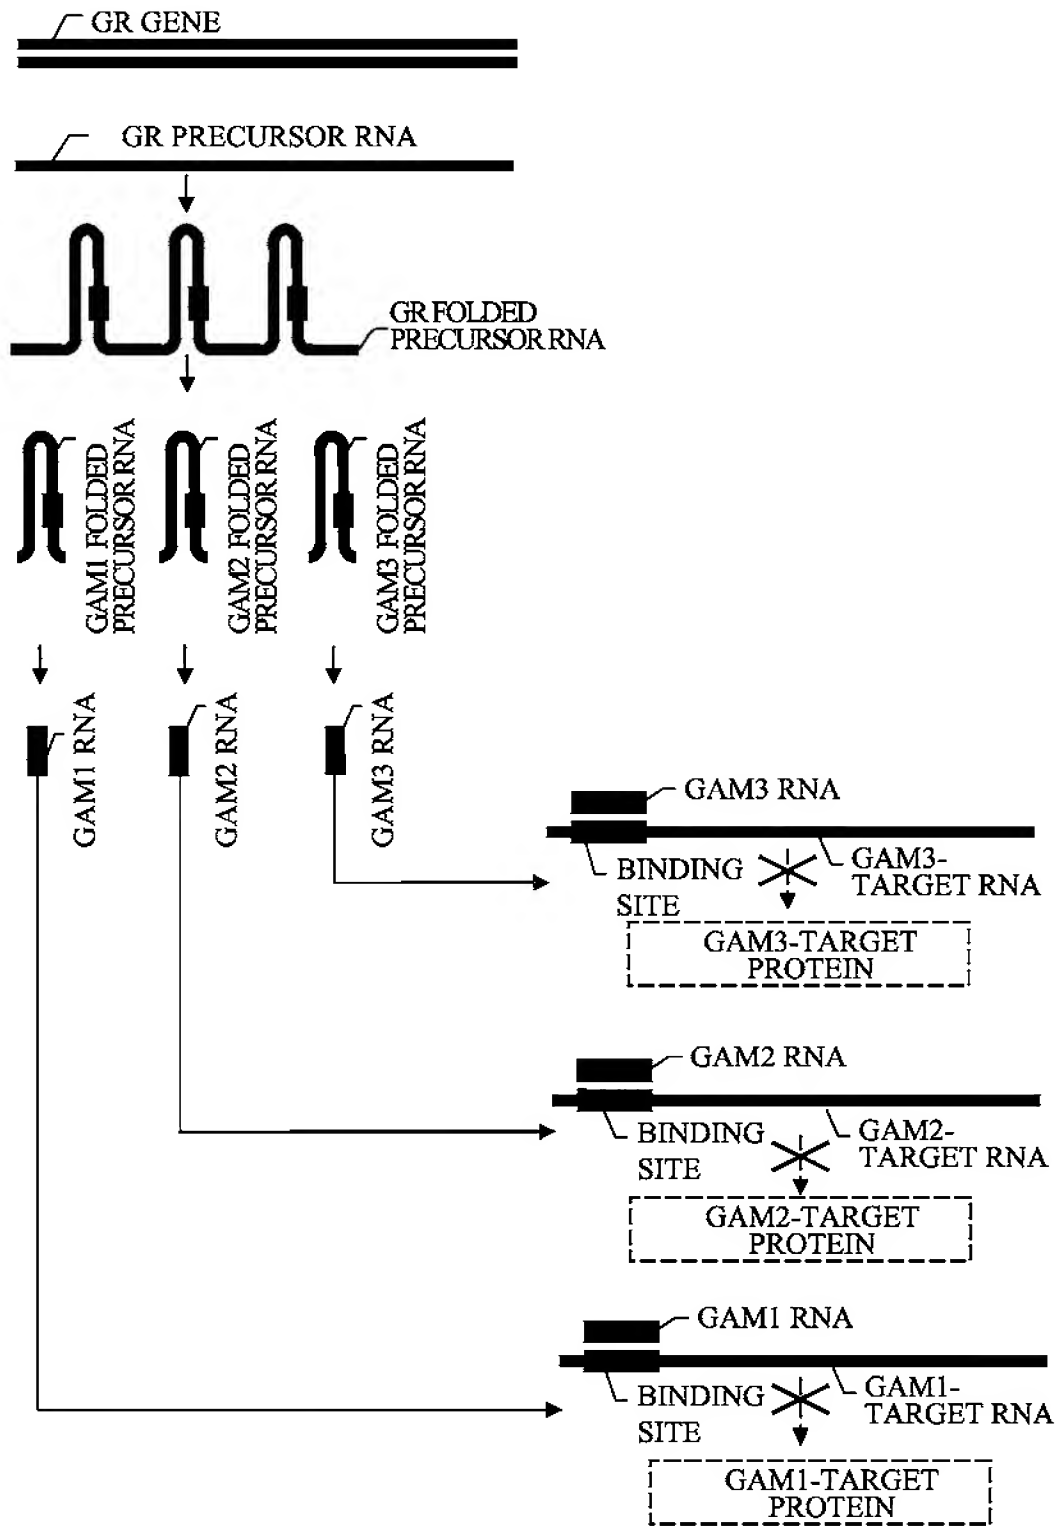 GR GENE
GR PRECURSOR RNA
GR FOLDED
PRECURSOR RNA
GAM1 FOLDED
PRECURSOR RNA
GAM2 FOLDED
PRECURSOR RNA
GAM3 FOLDED
PRECURSOR RNA
GAM1 RNA
GAM2 RNA
GAM3 RNA
GAM3 RNA
BINDING
SITE
GAM3-
TARGET RNA
GAM3-TARGET
PROTEIN
GAM2 RNA
BINDING
SITE
GAM2-
TARGET RNA
GAM2-TARGET
PROTEIN
GAM1 RNA
BINDING
SITE
GAM1-
TARGET RNA
GAM1-TARGET
PROTEIN